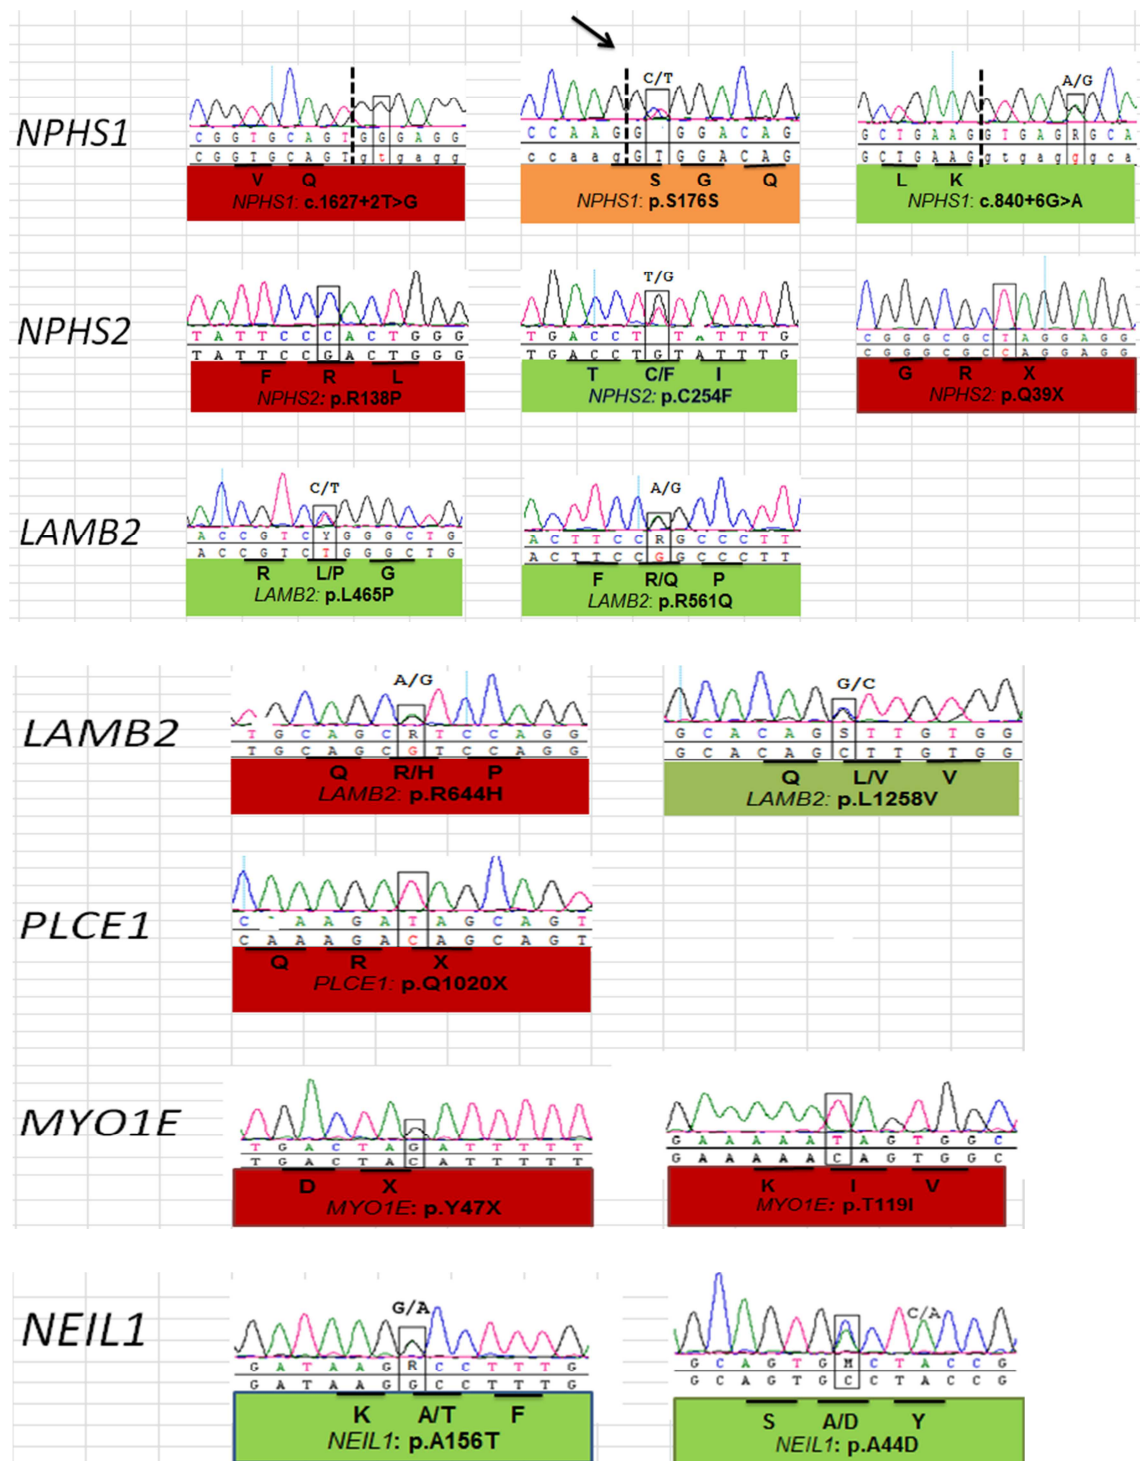 C/T
A/G
NPHS1
C G G T G C A G T G G G A G G
C G G T G C A G T g t g a g g
V Q
NPHS1: c.1627+2T>G
C C A A G G G G A C A G
c c a a g G T G G A C A G
S G Q
NPHS1: p.S176S
G C T G A A G G T G A G R G C A
G C T G A A G g t g a g g g c a
L K
NPHS1: c.840+6G>A
T/G
NPHS2
T A T T C C C A C T G G G
T A T T C C G A C T G G G
F R L
NPHS2: p.R138P
T G A C C T T A T T T G
T G A C C T G T A T T T G
T C/F I
NPHS2: p.C254F
C G G G C G C T A G G A G G
C G G G C G C C A G G A G G
G R X
NPHS2: p.Q39X
C/T
A/G
LAMB2
A C C G T C Y G G G C T G
A C C G T C T G G G C T G
R L/P G
LAMB2: p.L465P
A C T T C C R G C C C T T
A C T T C C G G C C C T T
F R/Q P
LAMB2: p.R561Q
A/G
G/C
LAMB2
T G C A G C R T C C A G G
T G C A G C G T C C A G G
Q R/H P
LAMB2: p.R644H
G C A C A G S T T G T G G
G C A C A G C T T G T G G
Q L/V V
LAMB2: p.L1258V
PLCE1
C A A G A T A G C A G T
C A A A G A C A G C A G T
Q R X
PLCE1: p.Q1020X
MYO1E
T G A C T A G A T T T T T
T G A C T A C A T T T T T
D X
MYO1E: p.Y47X
G A A A A A T A G T G G C
G A A A A A C A G T G G C
K I V
MYO1E: p.T119I
G/A
C/A
NEIL1
G A T A A G R C C T T T G
G A T A A G G C C T T T G
K A/T F
NEIL1: p.A156T
G C A G T G M C T A C C G
G C A G T G C C T A C C G
S A/D Y
NEIL1: p.A44D